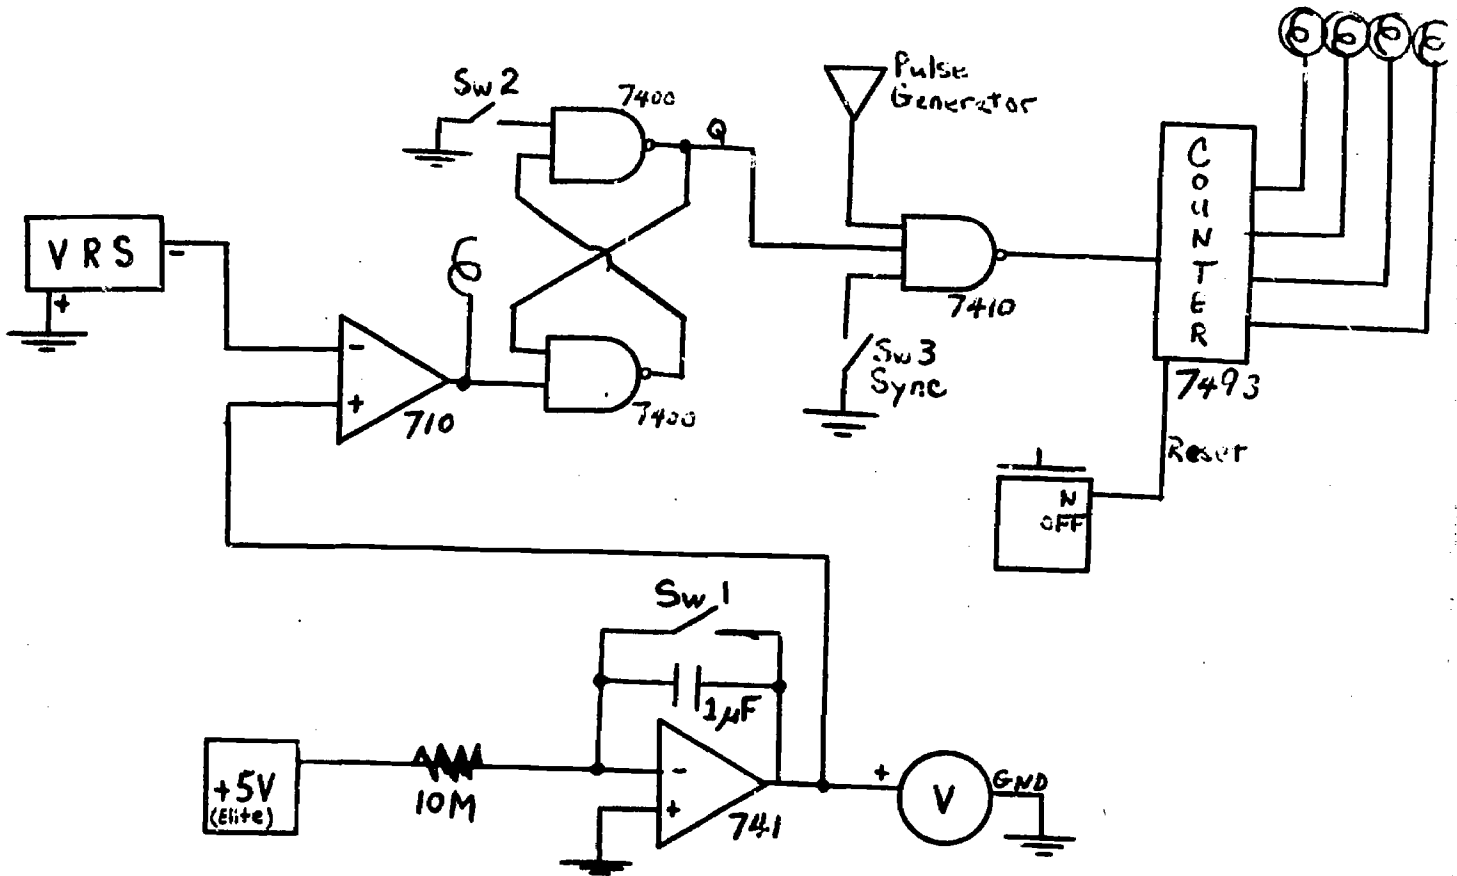 Sw 2
7400
Q
Pulse
Generator
COUNTER
VRS
-
+
-
+
710
7400
7410
Sw 3
Sync
7493
Reset
N
OFF
Sw 1
1µF
+5V
(Elite)
10M
-
+
741
+
V
GND